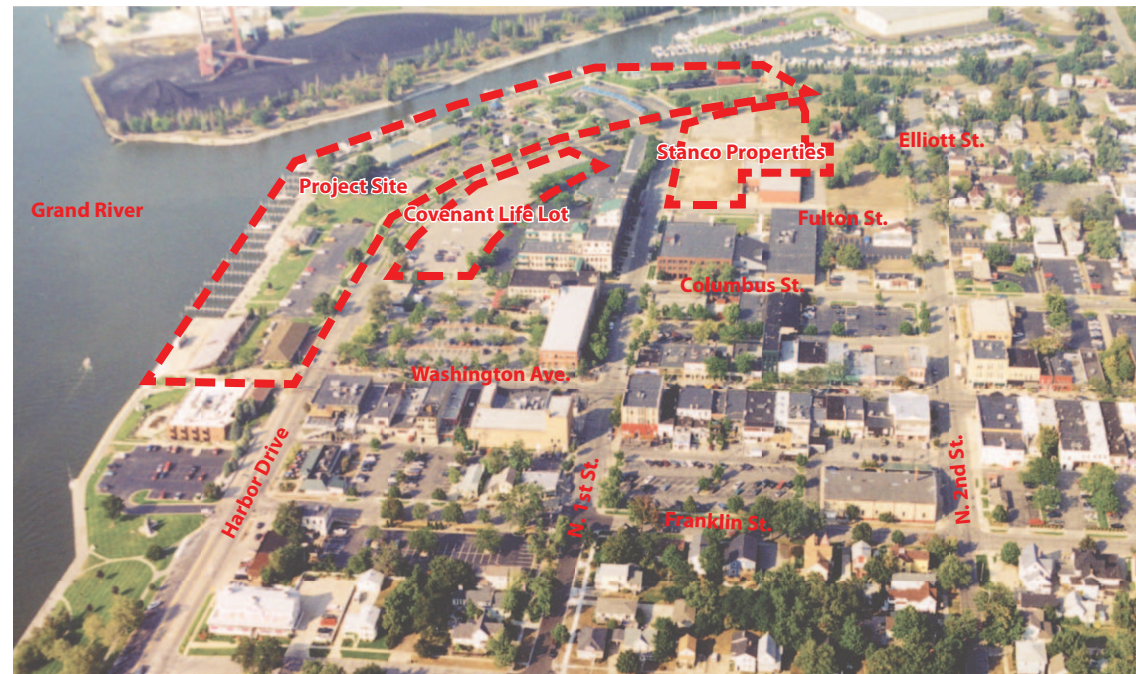 Elliott St.
Stanco Properties
Project Site
Grand River
Covenant Life Lot
Fulton St.
Columbus St.
Washington Ave.
Harbor Drive
N. 1st St.
N. 2nd St.
Franklin St.